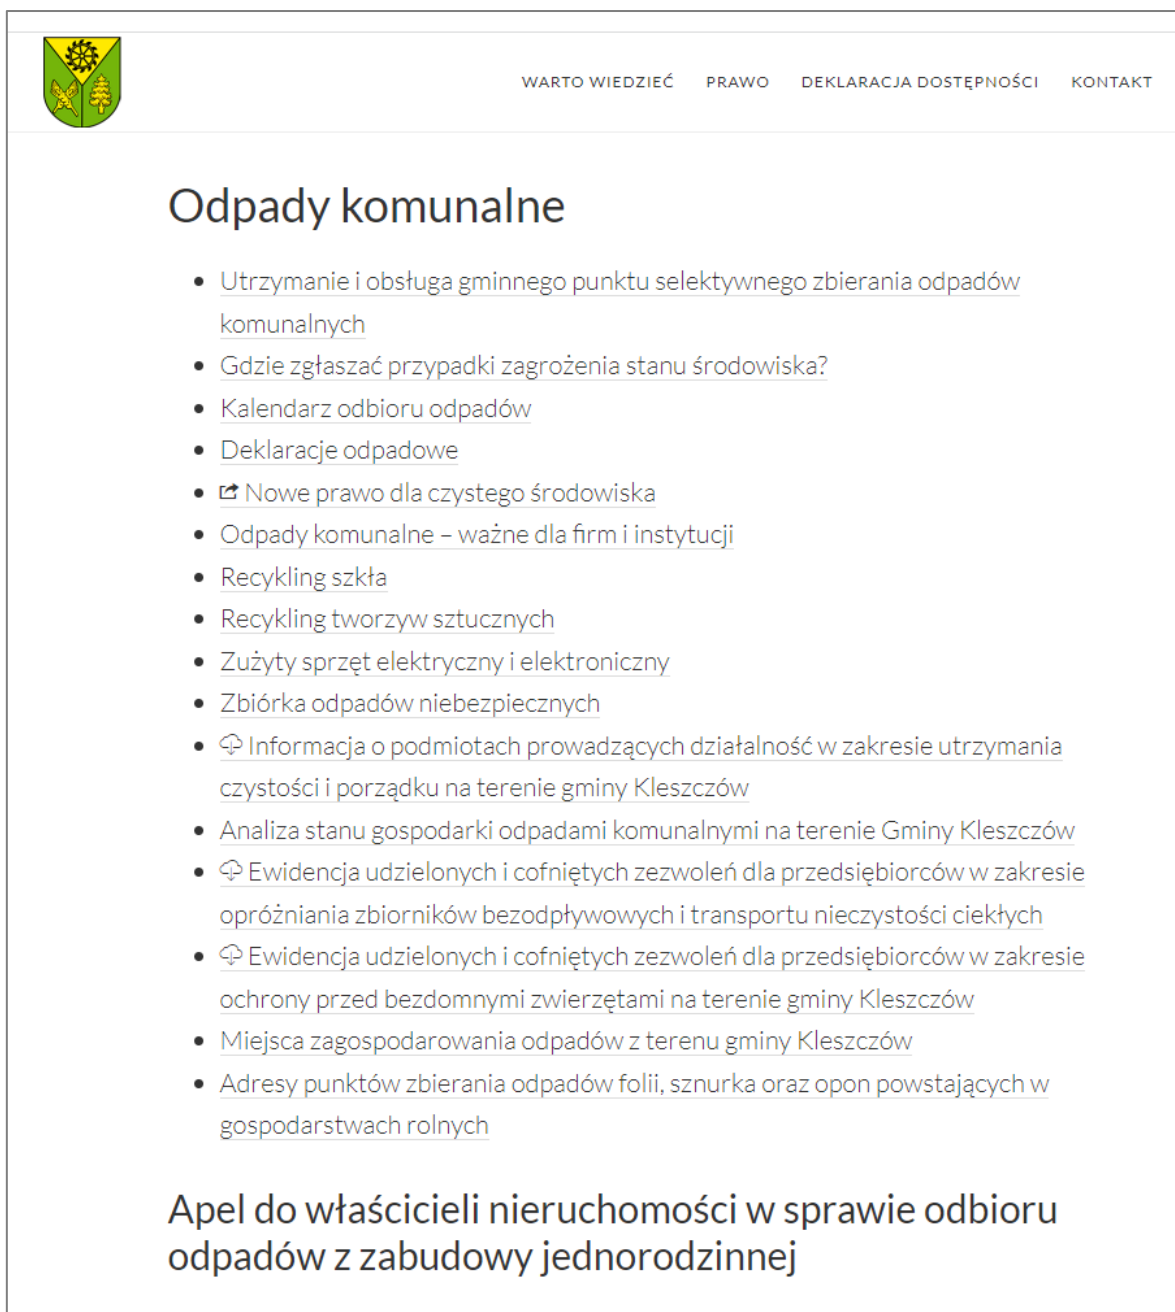 WARTO WIEDZIEĆ PRAWO DEKLARACJA DOSTĘPNOŚCI KONTAKT
Odpady komunalne
Utrzymanie i obsługa gminnego punktu selektywnego zbierania odpadów
komunalnych
Gdzie zgłaszać przypadki zagrożenia stanu środowiska?
Kalendarz odbioru odpadów
Deklaracje odpadowe
Nowe prawo dla czystego środowiska
Odpady komunalne – ważne dla firm i instytucji
Recykling szkła
Recykling tworzyw sztucznych
Zużyty sprzęt elektryczny i elektroniczny
Zbiórka odpadów niebezpiecznych
Informacja o podmiotach prowadzących działalność w zakresie utrzymania
czystości i porządku na terenie gminy Kleszczów
Analiza stanu gospodarki odpadami komunalnymi na terenie Gminy Kleszczów
Ewidencja udzielonych i cofniętych zezwoleń dla przedsiębiorców w zakresie
opróżniania zbiorników bezodpływowych i transportu nieczystości ciekłych
Ewidencja udzielonych i cofniętych zezwoleń dla przedsiębiorców w zakresie
ochrony przed bezdomnymi zwierzętami na terenie gminy Kleszczów
Miejsca zagospodarowania odpadów z terenu gminy Kleszczów
Adresy punktów zbierania odpadów folii, sznurka oraz opon powstających w
gospodarstwach rolnych
Apel do właścicieli nieruchomości w sprawie odbioru
odpadów z zabudowy jednorodzinnej